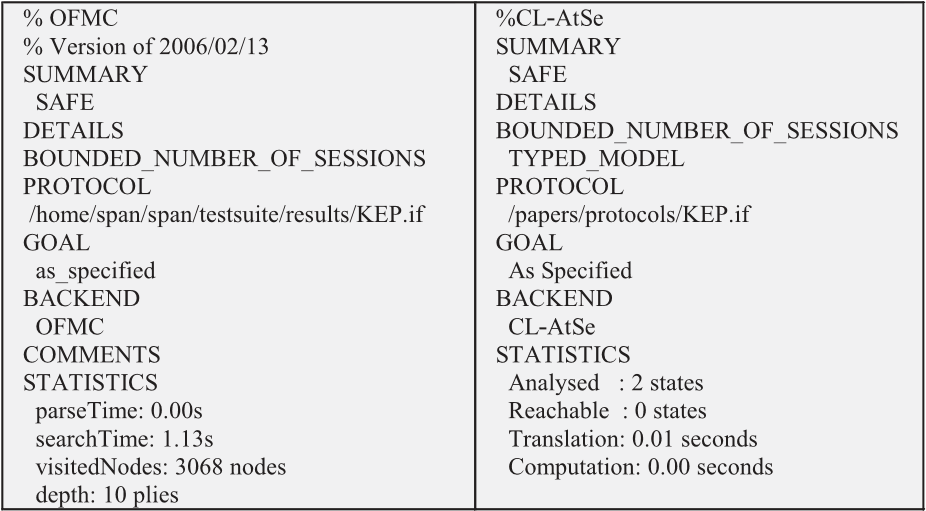 % OFMC
% Version of 2006/02/13
SUMMARY
SAFE
DETAILS
BOUNDED_NUMBER_OF_SESSIONS
PROTOCOL
/home/span/span/testsuite/results/KEP.if
GOAL
as_specified
BACKEND
OFMC
COMMENTS
STATISTICS
parseTime: 0.00s
searchTime: 1.13s
visitedNodes: 3068 nodes
depth: 10 plies
%CL-AtSe
SUMMARY
SAFE
DETAILS
BOUNDED_NUMBER_OF_SESSIONS
TYPED_MODEL
PROTOCOL
/papers/protocols/KEP.if
GOAL
As Specified
BACKEND
CL-AtSe
STATISTICS
Analysed : 2 states
Reachable : 0 states
Translation: 0.01 seconds
Computation: 0.00 seconds